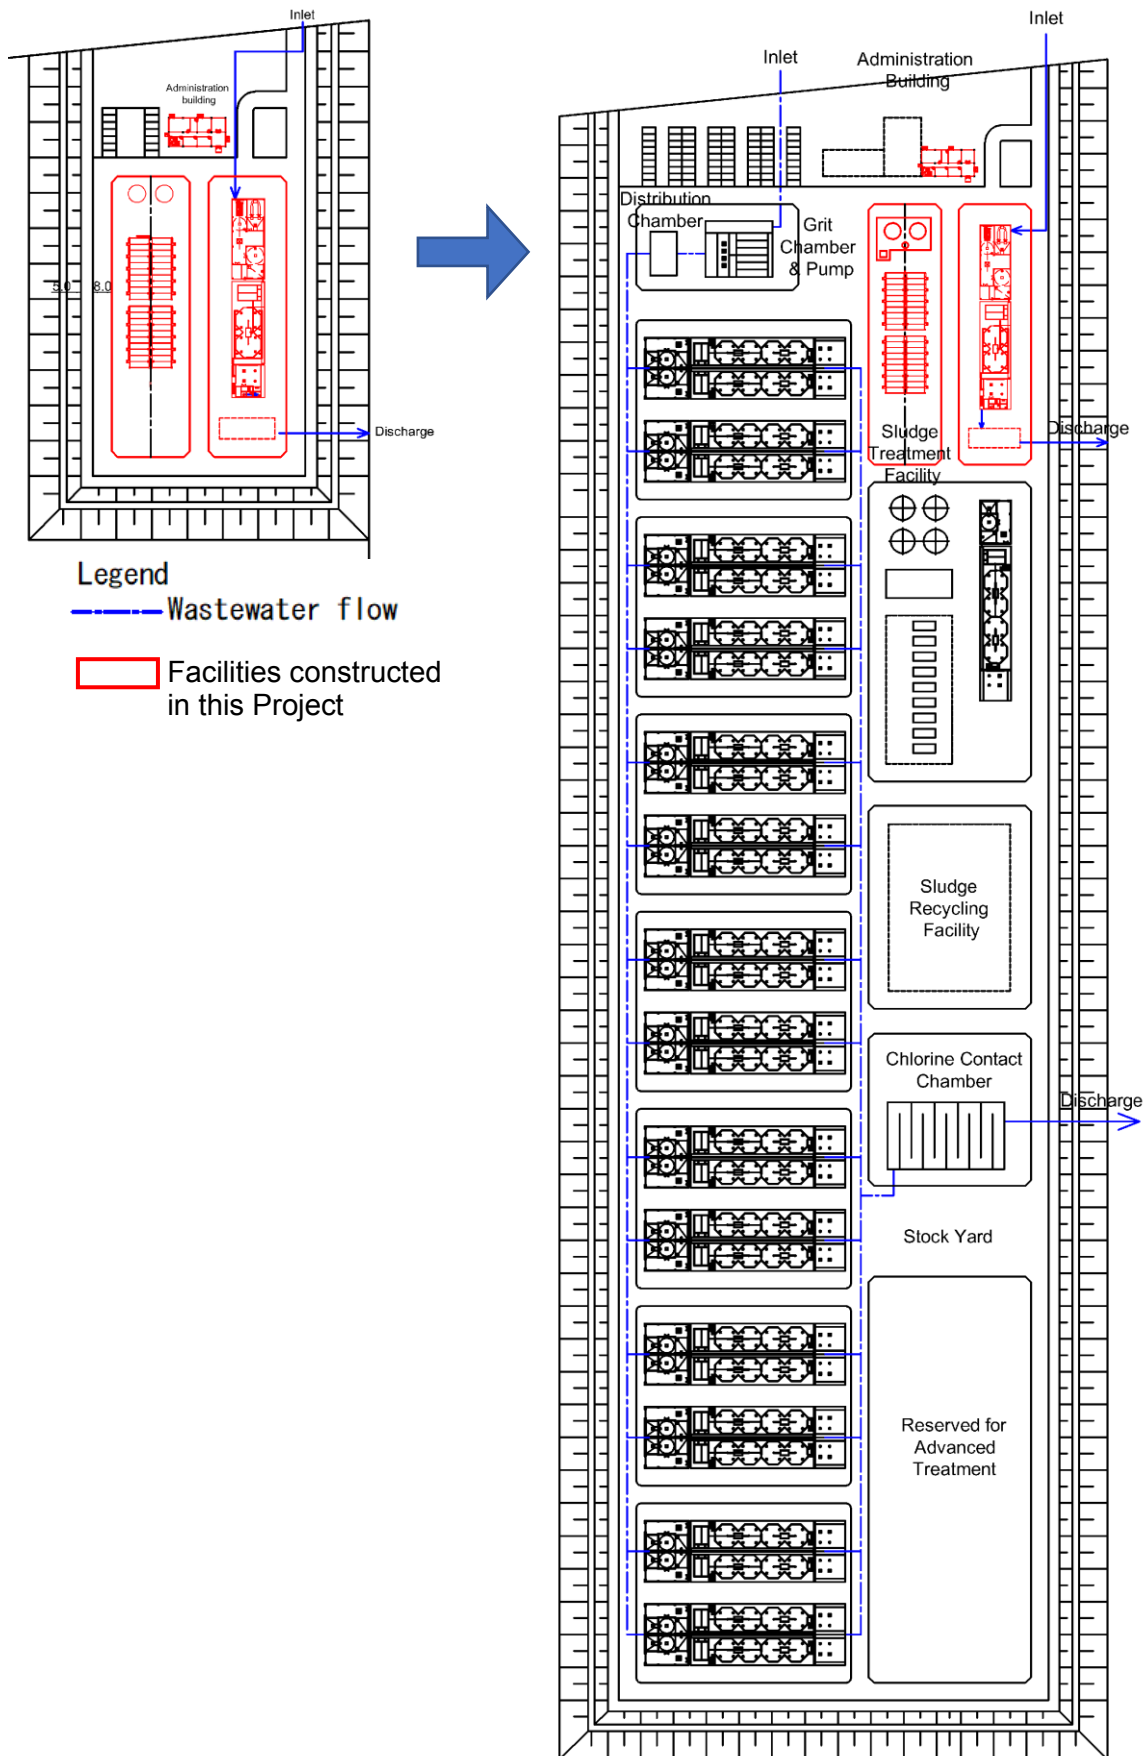 Inlet
Administration
building
5.0
8.0
Discharge
Legend
Wastewater flow
Facilities constructed
in this Project
Inlet
Inlet
Administration
Building
Distribution
Chamber
Grit
Chamber
& Pump
Sludge
Treatment
Facility
Discharge
Sludge
Recycling
Facility
Chlorine Contact
Chamber
Discharge
Stock Yard
Reserved for
Advanced
Treatment